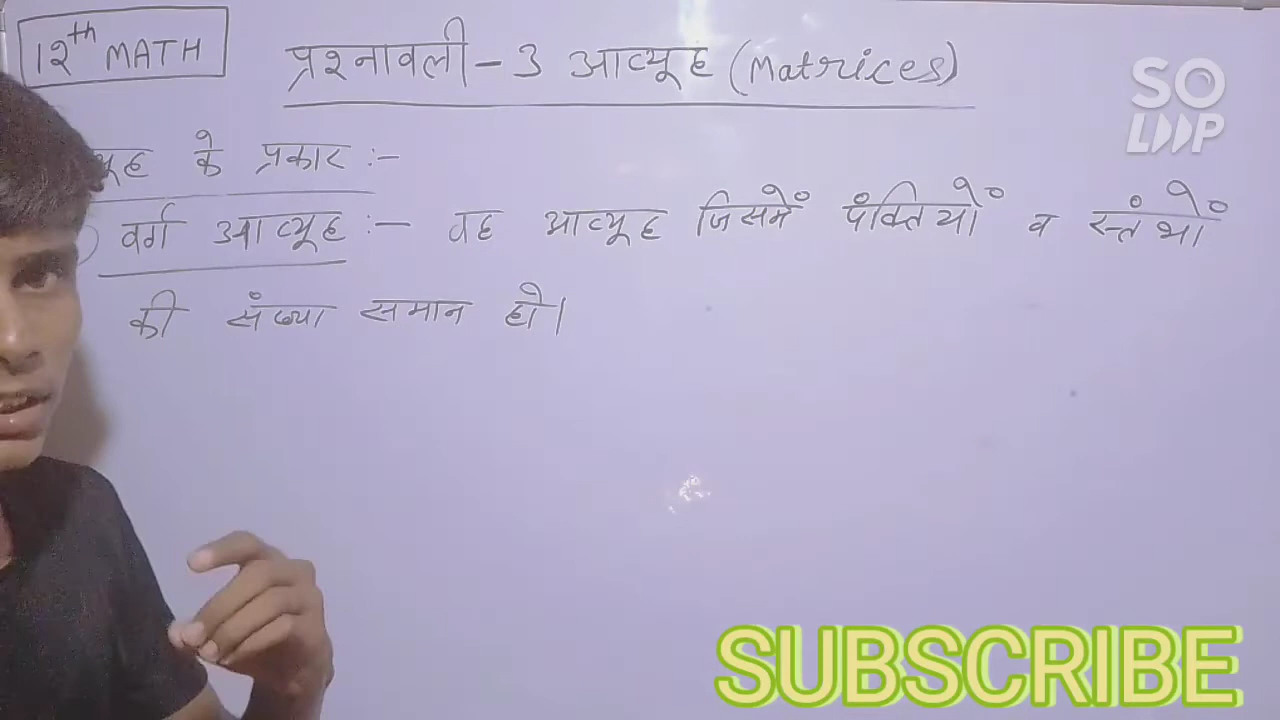 12th MATH
प्रश्नावली - 3 आव्यूह (Matrices)
SO
LOOP
के प्रकार :-
वर्ग आव्यूह :- वह आव्यूह जिसमें पंक्तियों व स्तंभों
की संख्या समान हो।
SUBSCRIBE